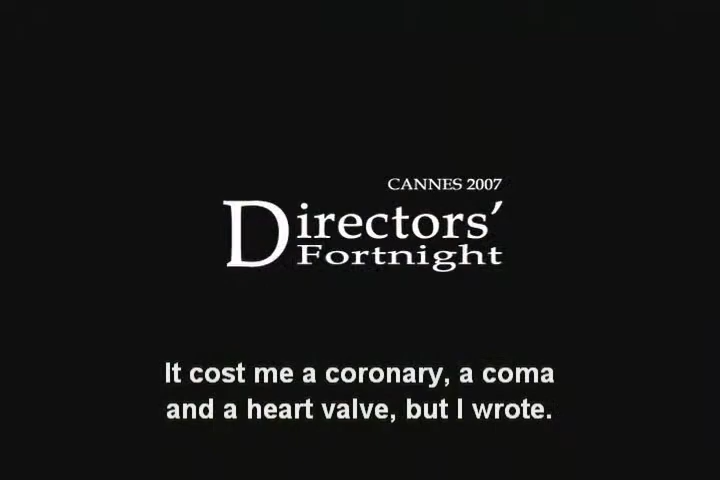 CANNES 2007
Directors'
Fortnight
It cost me a coronary, a coma
and a heart valve, but I wrote.